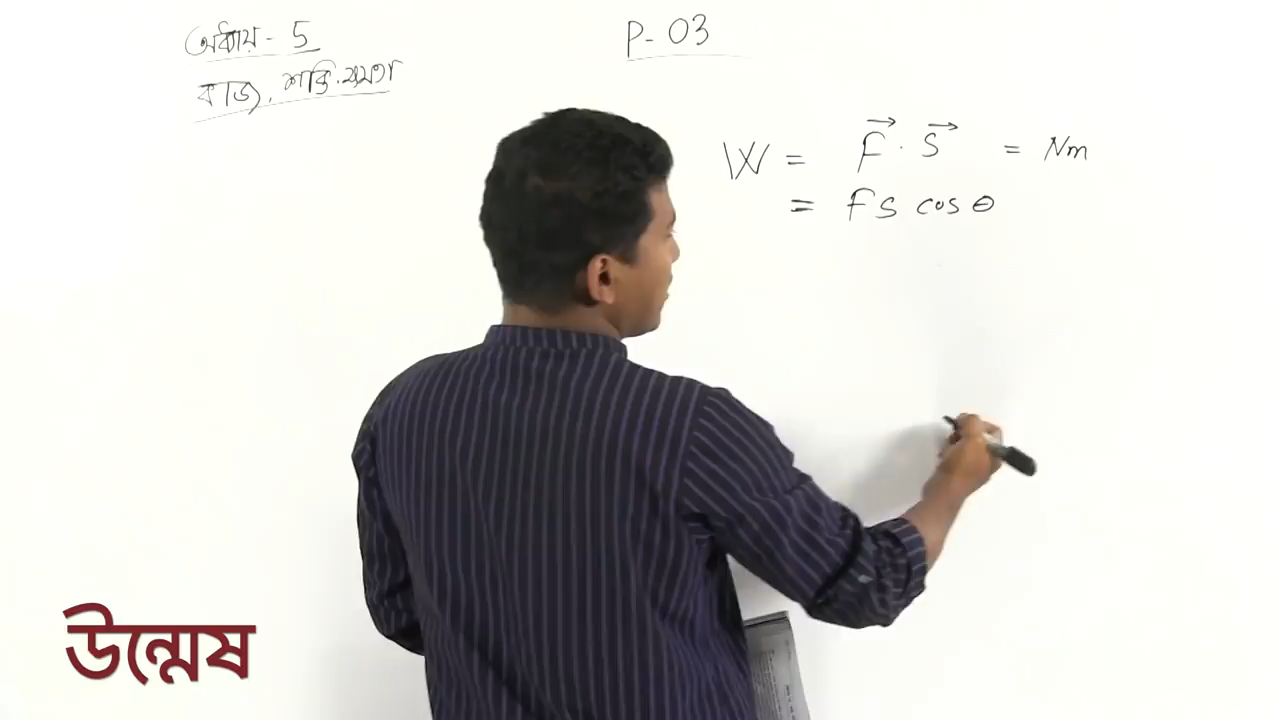 অধ্যায় - 5
কাজ, শক্তি. ক্ষমতা
P- 03
W = F⃗ . S⃗ = Nm
= FS cos θ
উন্মেষ